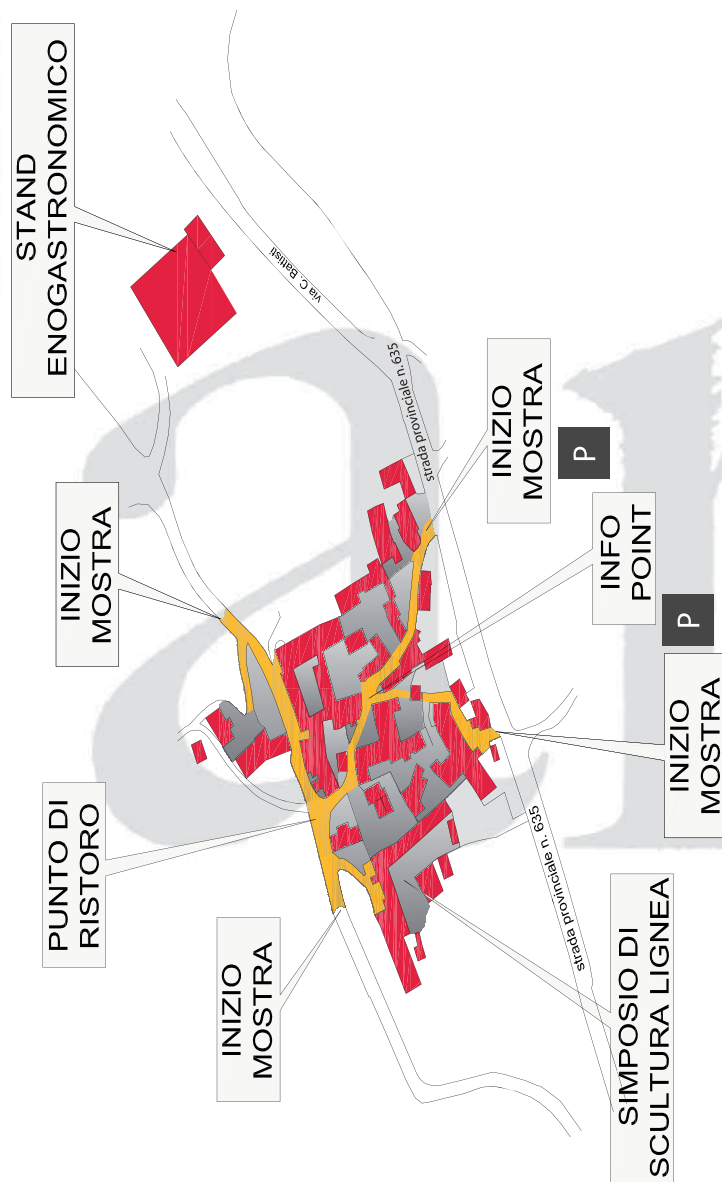 STAND
ENOGASTRONOMICO
via C. Battisti
strada provinciale n. 635
INIZIO
MOSTRA
P
INIZIO
MOSTRA
INFO
POINT
P
INIZIO
MOSTRA
PUNTO DI
RISTORO
INIZIO
MOSTRA
strada provinciale n. 635
SIMPOSIO DI
SCULTURA LIGNEA